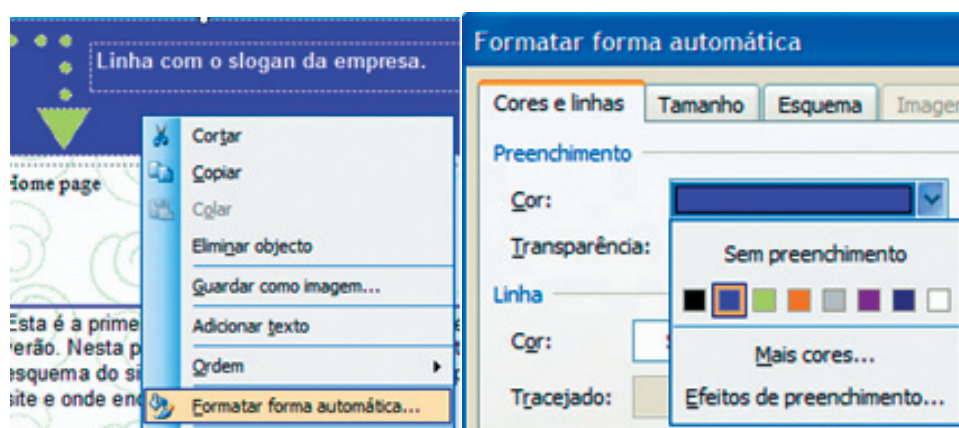 Linha com o slogan da empresa.
Home page
Cortar
Copiar
Colar
Eliminar objecto
Guardar como imagem...
Adicionar texto
Ordem
Formatar forma automática...
Esta é a prime
verão. Nesta p
esquema do si
site e onde enc
Formatar forma automática
Cores e linhas Tamanho Esquema Imagem
Preenchimento
Cor:
Transparência:
Sem preenchimento
Linha
Cor:
Mais cores...
Tracejado:
Efeitos de preenchimento...